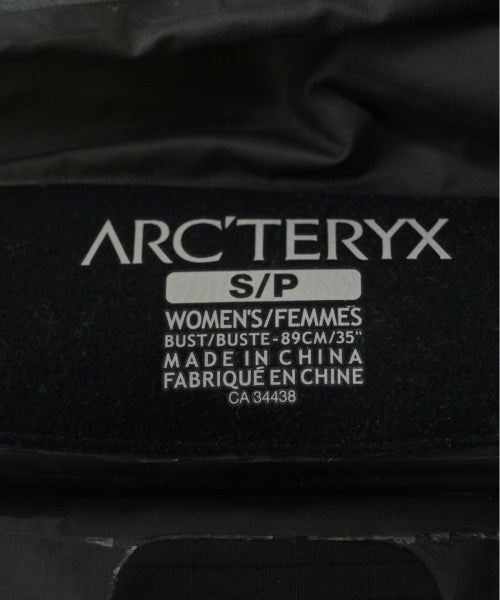 ARC'TERYX
S/P
WOMEN'S/FEMMES
BUST/BUSTE-89CM/35"
MADE IN CHINA
FABRIQUÉ EN CHINE
CA 34438